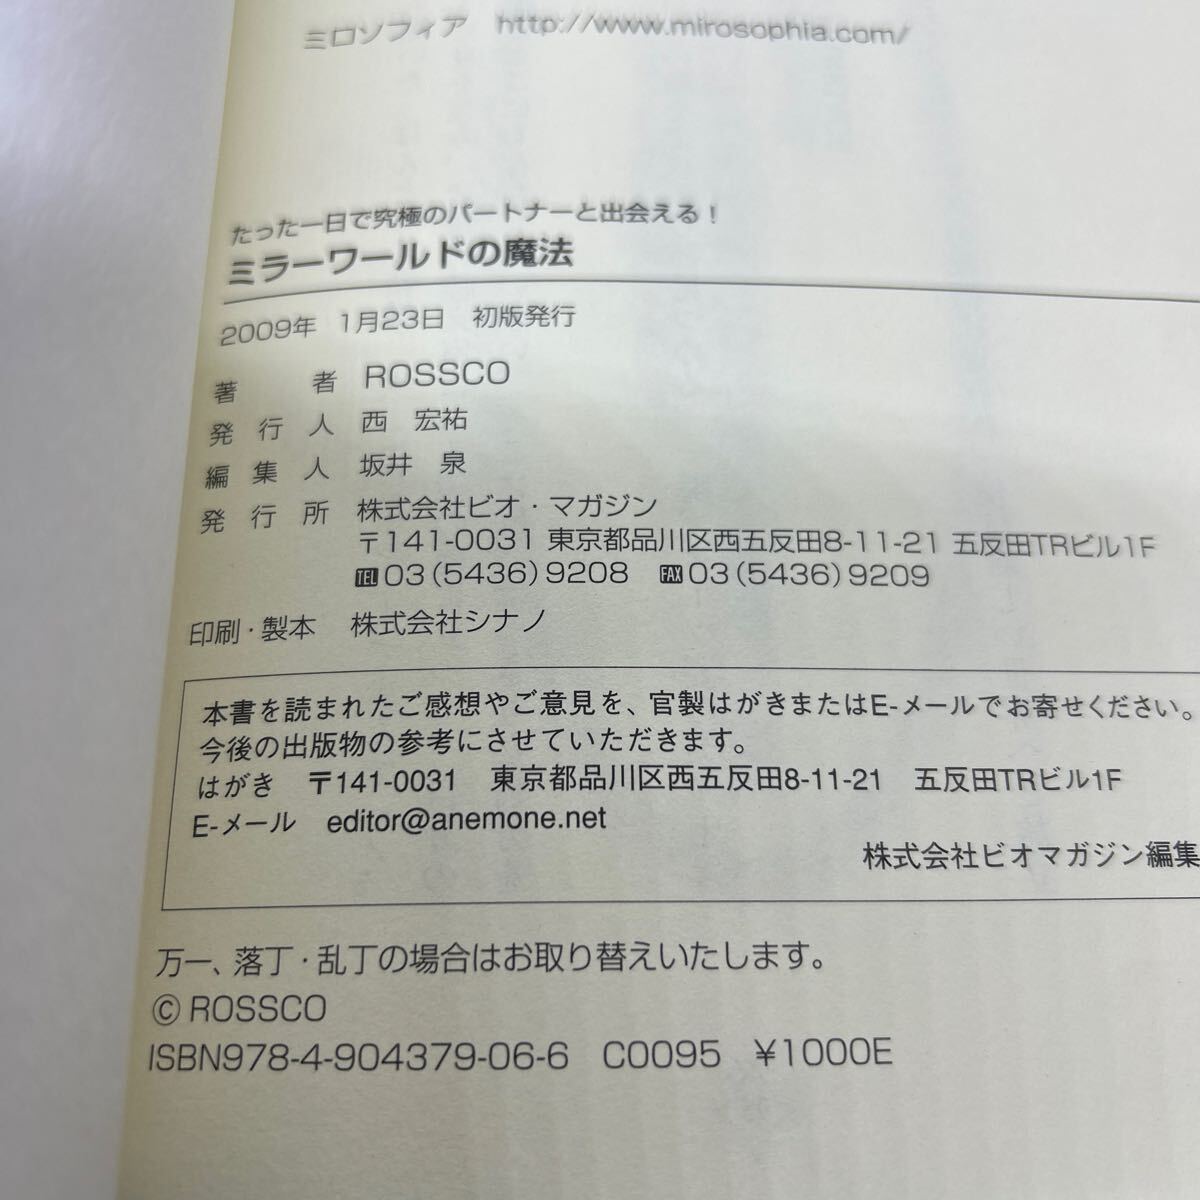 ミロソフィア http://www.mirosophia.com/
たった一日で究極のパートナーと出会える！
ミラーワールドの魔法
2009年 1月23日 初版発行
著者 ROSSCO
発行人 西 宏祐
編集人 坂井 泉
発行所 株式会社ビオ・マガジン
〒141-0031 東京都品川区西五反田8-11-21 五反田TRビル1F
TEL 03(5436)9208 FAX 03(5436)9209
印刷・製本 株式会社シナノ
本書を読まれたご感想やご意見を、官製はがきまたはE-メールでお寄せください。
今後の出版物の参考にさせていただきます。
はがき 〒141-0031 東京都品川区西五反田8-11-21 五反田TRビル1F
E-メール editor@anemone.net
株式会社ビオマガジン編集
万一、落丁・乱丁の場合はお取り替えいたします。
© ROSSCO
ISBN978-4-904379-06-6 C0095 ¥1000E